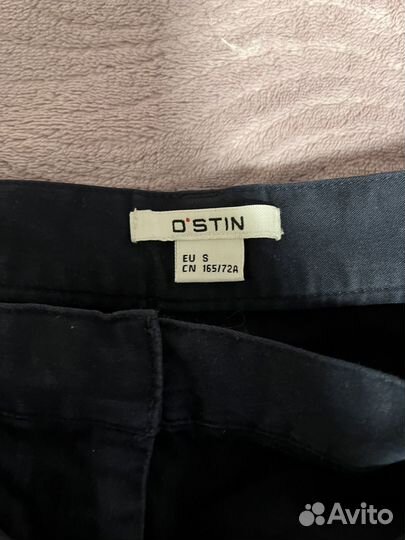 O'STIN
EU S
CN 165/72A
Avito